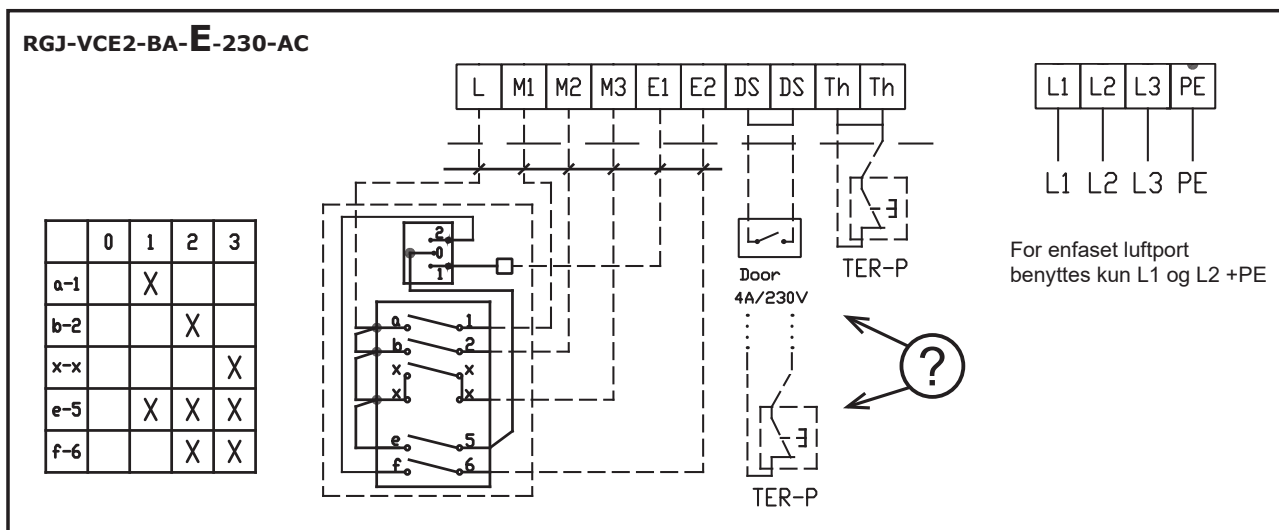 RGJ-VCE2-BA-E-230-AC
L M1 M2 M3 E1 E2 DS DS Th Th
L1 L2 L3 PE
L1 L2 L3 PE
For enfaset luftport
benyttes kun L1 og L2 +PE
0 1 2 3
a-1 X
b-2 X
x-x X
e-5 X X X
f-6 X X
2
0
1
a 1
b 2
x x
x x
e 5
f 6
Door
4A/230V
TER-P
?
TER-P